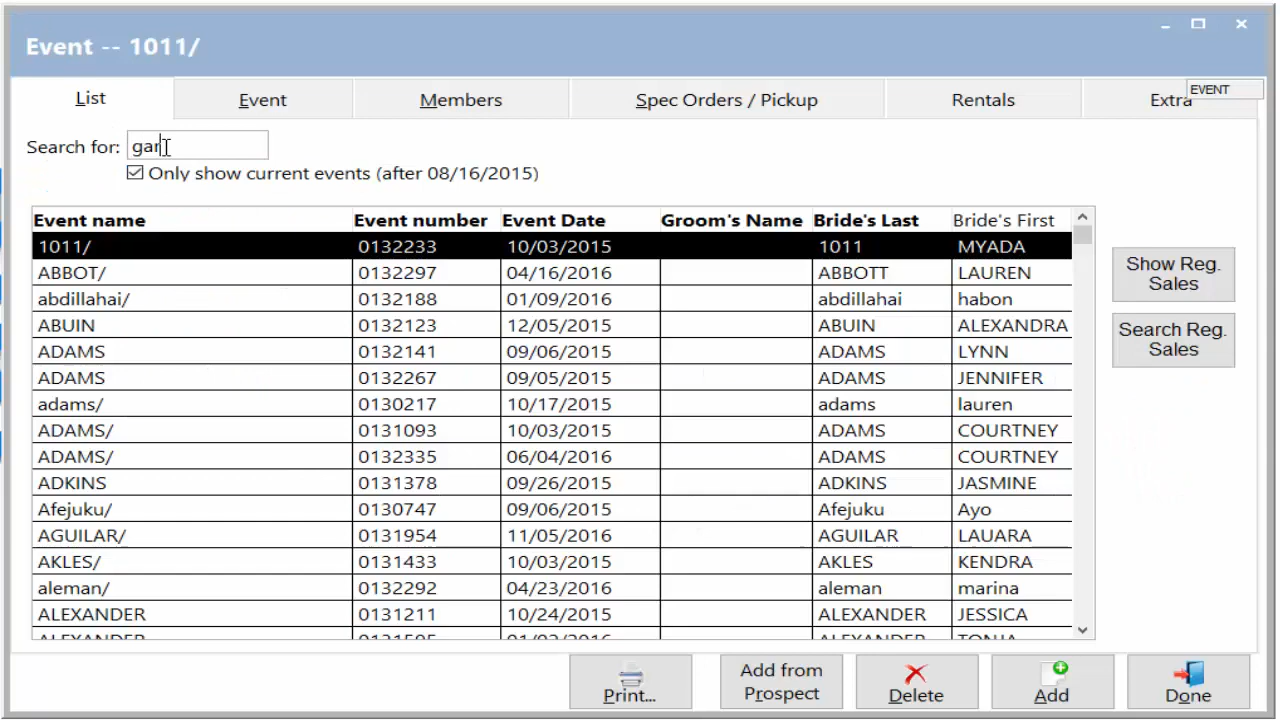 Event -- 1011/
List Event Members Spec Orders / Pickup Rentals Extra
EVENT
Search for: gar
Only show current events (after 08/16/2015)
Event name Event number Event Date Groom's Name Bride's Last Bride's First
1011/ 0132233 10/03/2015 1011 MYADA
ABBOT/ 0132297 04/16/2016 ABBOTT LAUREN
abdillahai/ 0132188 01/09/2016 abdillahai habon
ABUIN 0132123 12/05/2015 ABUIN ALEXANDRA
ADAMS 0132141 09/06/2015 ADAMS LYNN
ADAMS 0132267 09/05/2015 ADAMS JENNIFER
adams/ 0130217 10/17/2015 adams lauren
ADAMS/ 0131093 10/03/2015 ADAMS COURTNEY
ADAMS/ 0132335 06/04/2016 ADAMS COURTNEY
ADKINS 0131378 09/26/2015 ADKINS JASMINE
Afejuku/ 0130747 09/06/2015 Afejuku Ayo
AGUILAR/ 0131954 11/05/2016 AGUILAR LAUARA
AKLES/ 0131433 10/03/2015 AKLES KENDRA
aleman/ 0132292 04/23/2016 aleman marina
ALEXANDER 0131211 10/24/2015 ALEXANDER JESSICA
ALEXANDER ALEXANDER
Show Reg.
Sales
Search Reg.
Sales
Print...
Add from
Prospect
Delete
Add
Done